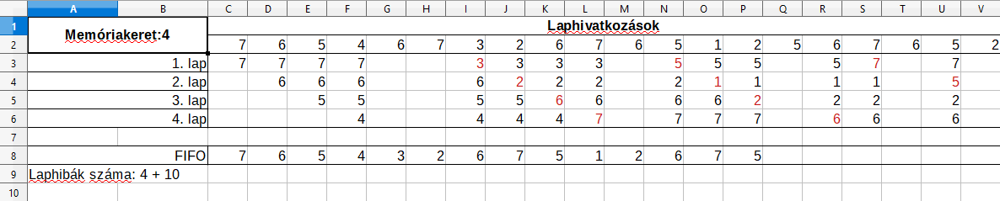 A B C D E F G H I J K L M N O P Q R S T U V
1 Memóriakeret:4 Laphivatkozások
2 7 6 5 4 6 7 3 2 6 7 6 5 1 2 5 6 7 6 5 2
3 1. lap 7 7 7 7 3 3 3 3 5 5 5 5 7 7
4 2. lap 6 6 6 6 2 2 2 2 1 1 1 1 5
5 3. lap 5 5 5 5 6 6 6 6 2 2 2 2
6 4. lap 4 4 4 4 7 7 7 7 6 6 6
7
8 FIFO 7 6 5 4 3 2 6 7 5 1 2 6 7 5
9 Laphibák száma: 4 + 10
10